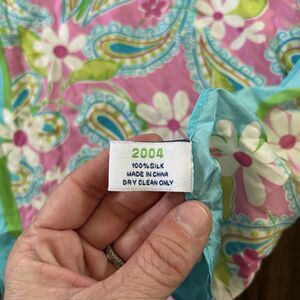 2004
100% SILK
MADE IN CHINA
DRY CLEAN ONLY